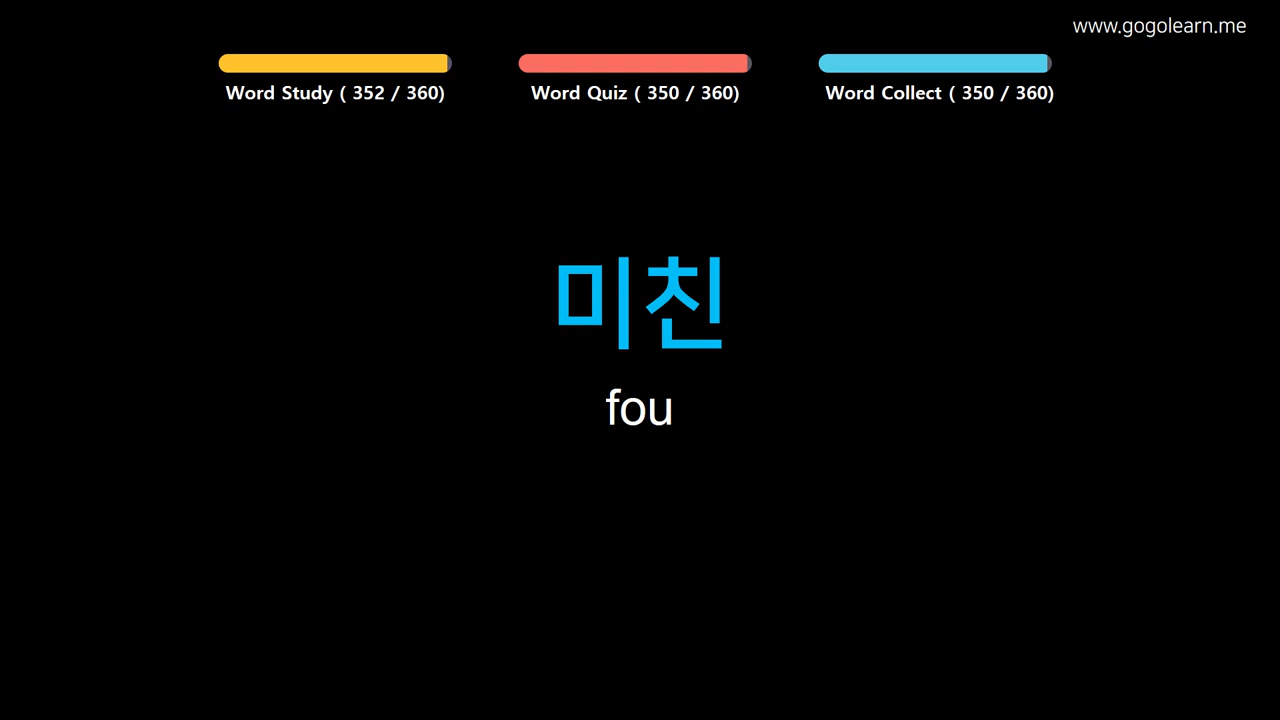 www.gogolearn.me
Word Study ( 352 / 360)
Word Quiz ( 350 / 360)
Word Collect ( 350 / 360)
미친
fou